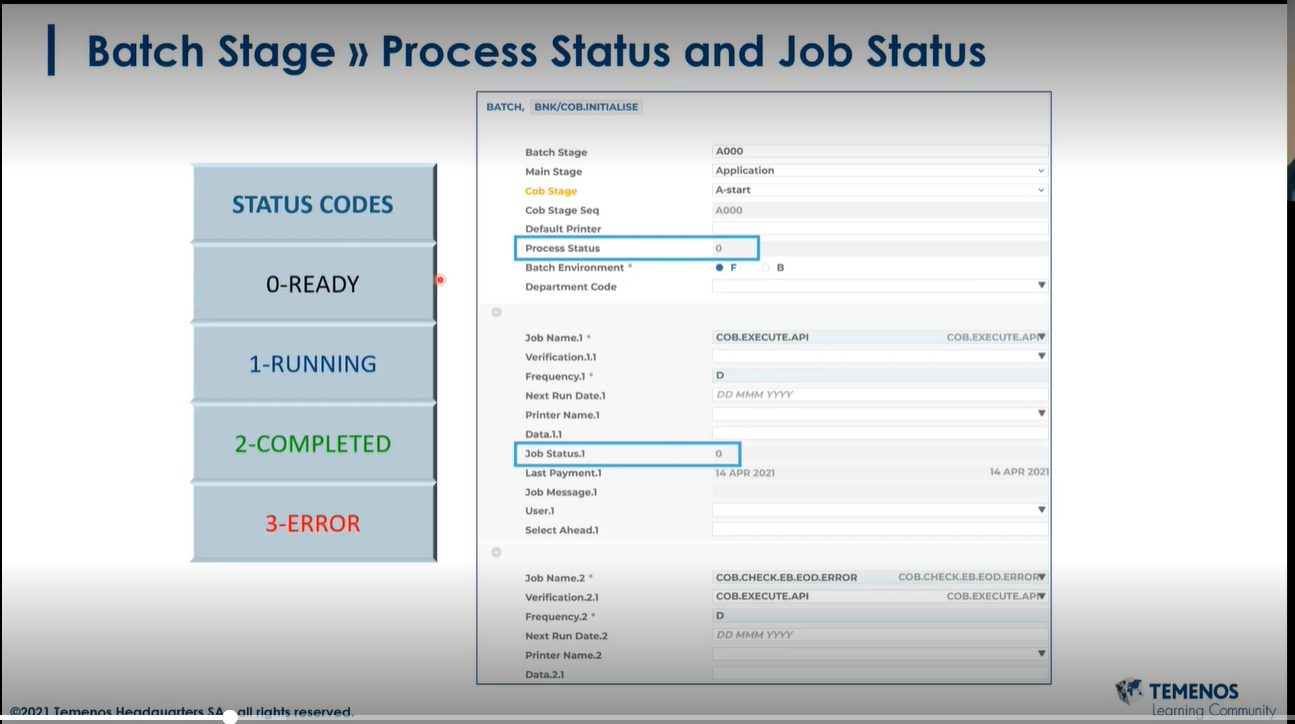 Batch Stage » Process Status and Job Status
STATUS CODES
0-READY
1-RUNNING
2-COMPLETED
3-ERROR
BATCH, BNK/COB.INITIALISE
Batch Stage A000
Main Stage Application
Cob Stage A-start
Cob Stage Seq A000
Default Printer
Process Status 0
Batch Environment * F B
Department Code
Job Name.1 * COB.EXECUTE.API COB.EXECUTE.API
Verification.1.1
Frequency.1 * D
Next Run Date.1 DD MMM YYYY
Printer Name.1
Data.1.1
Job Status.1 0
Last Payment.1 14 APR 2021 14 APR 2021
Job Message.1
User.1
Select Ahead.1
Job Name.2 * COB.CHECK.EB.EOD.ERROR COB.CHECK.EB.EOD.ERROR
Verification.2.1 COB.EXECUTE.API COB.EXECUTE.API
Frequency.2 * D
Next Run Date.2 DD MMM YYYY
Printer Name.2
Data.2.1
©2021 Temenos Headquarters SA, all rights reserved.
TEMENOS
Learning Community